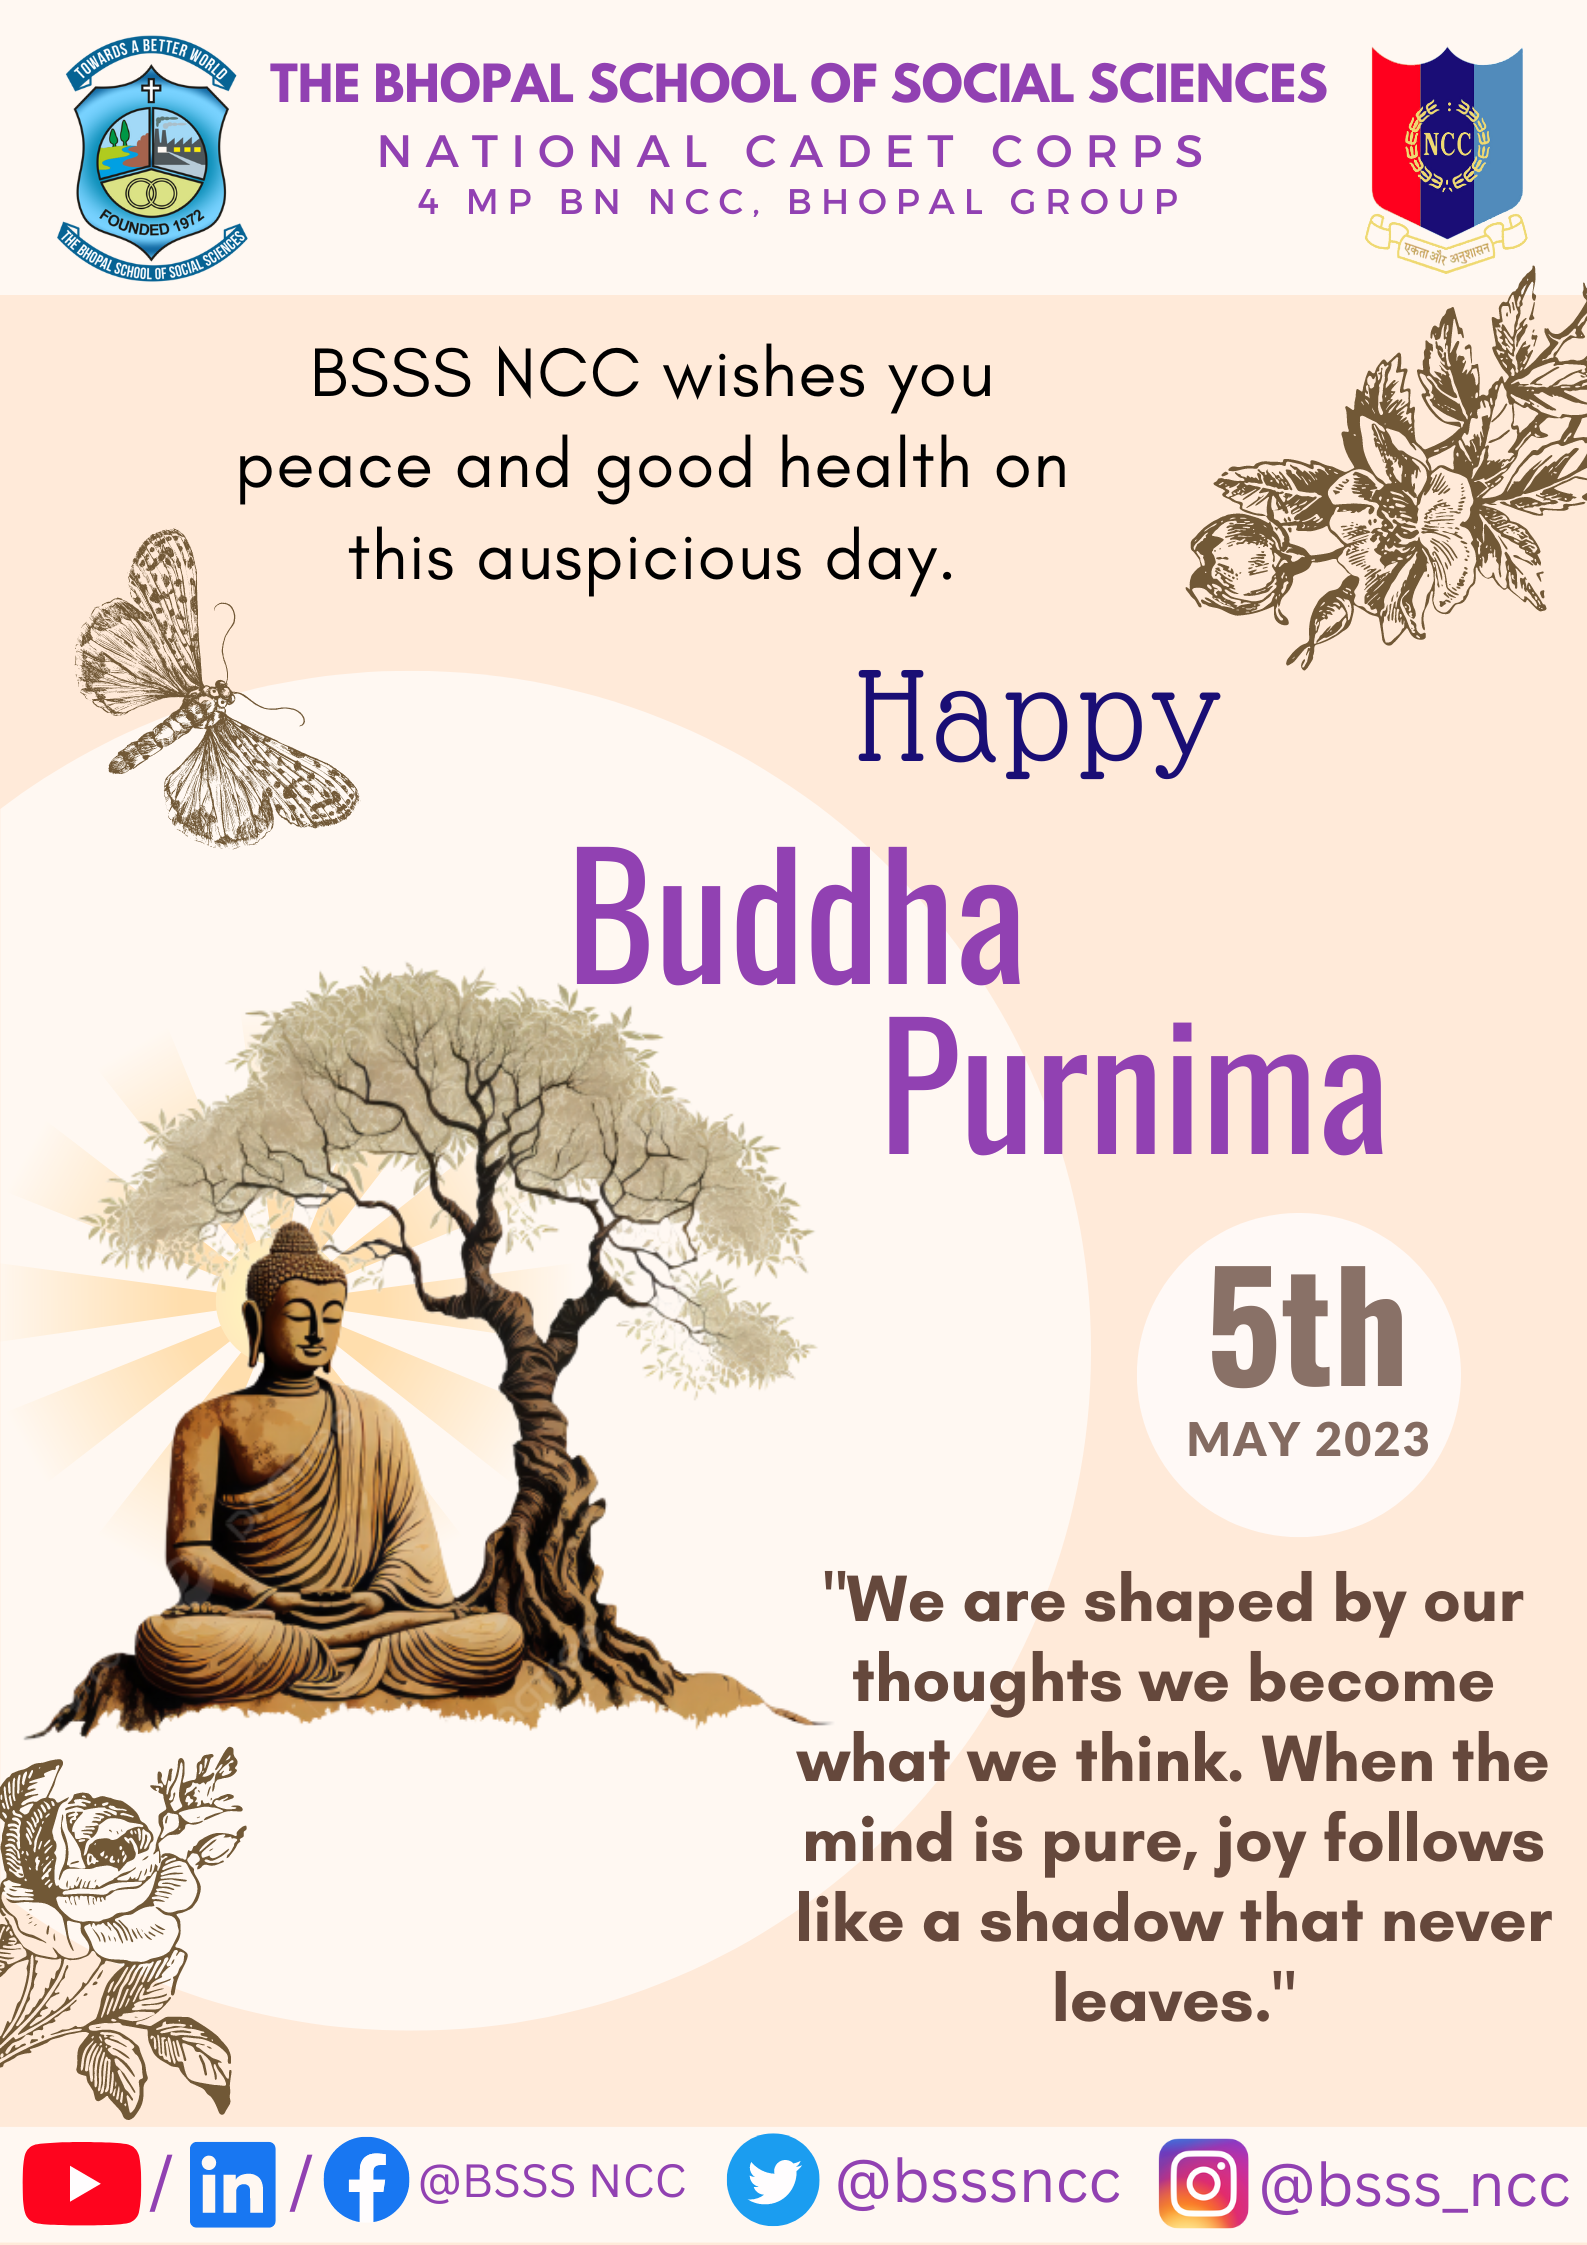 TOWARDS A BETTER WORLD
FOUNDED 1972
THE BHOPAL SCHOOL OF SOCIAL SCIENCES
THE BHOPAL SCHOOL OF SOCIAL SCIENCES
NATIONAL CADET CORPS
4 MP BN NCC, BHOPAL GROUP
NCC
एकता और अनुशासन
BSSS NCC wishes you
peace and good health on
this auspicious day.
Happy
Buddha
Purnima
5th
MAY 2023
"We are shaped by our
thoughts we become
what we think. When the
mind is pure, joy follows
like a shadow that never
leaves."
/ in / f @BSSS NCC @bsssncc @bsss_ncc